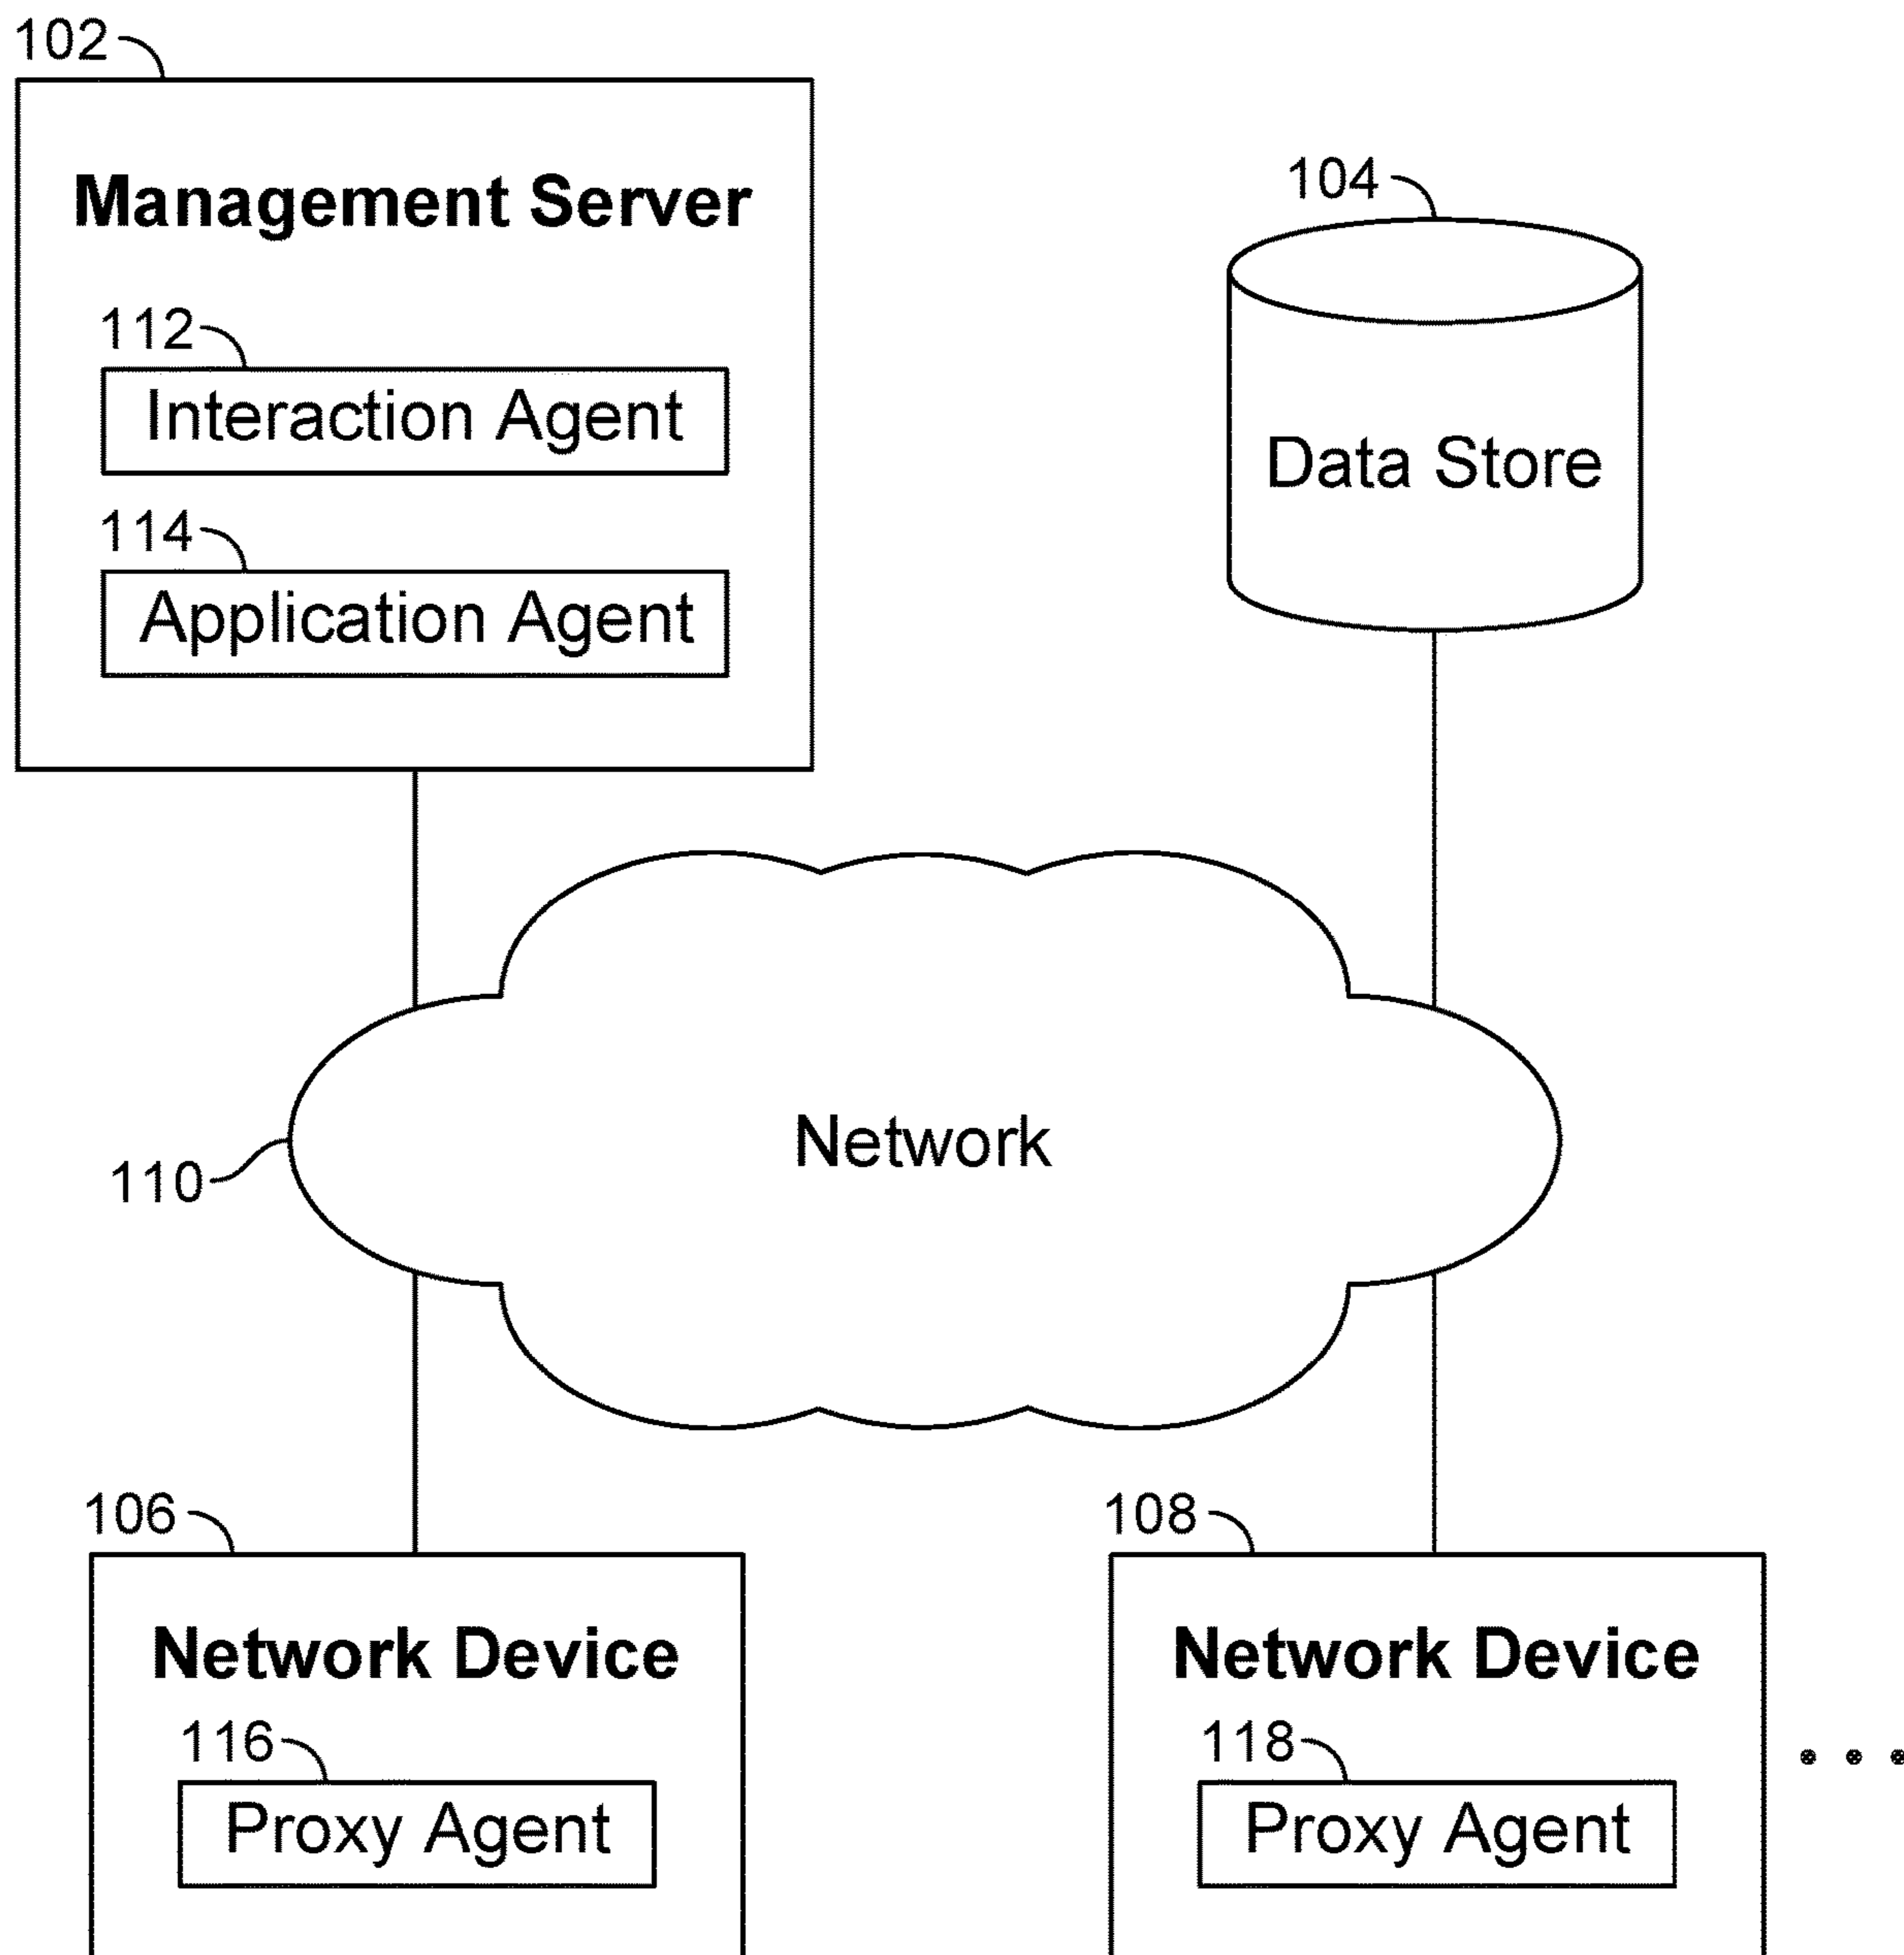 102
Management Server
104
112
Interaction Agent
Data Store
114
Application Agent
Network
110
106
108
Network Device
Network Device
116
118
Proxy Agent
Proxy Agent